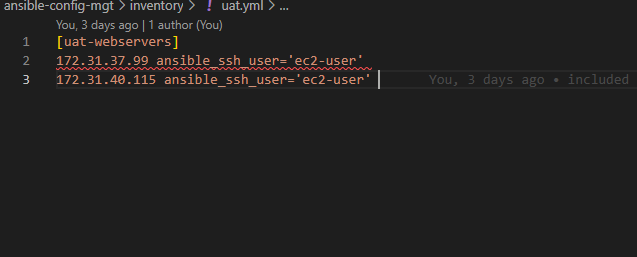 ansible-config-mgt > inventory > ! uat.yml > ...
You, 3 days ago | 1 author (You)
1 [uat-webservers]
2 172.31.37.99 ansible_ssh_user='ec2-user'
3 172.31.40.115 ansible_ssh_user='ec2-user' You, 3 days ago • included